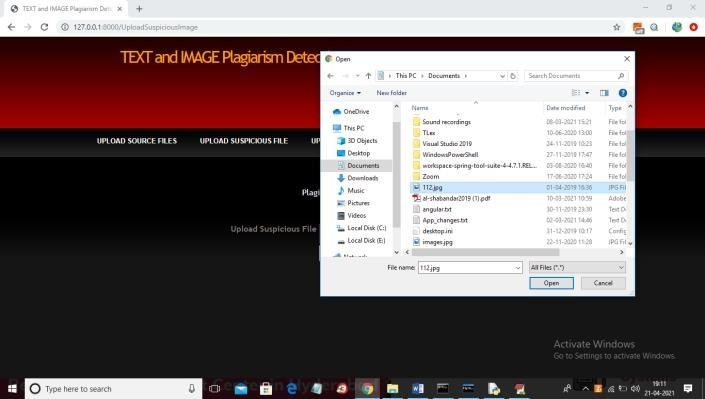 TEXT and IMAGE Plagiarism Dete
127.0.0.1:8000/UploadSuspiciousImage
TEXT and IMAGE Plagiarism Detec
UPLOAD SOURCE FILES
UPLOAD SUSPICIOUS FILE
UP
Plagi
Upload Suspicious File
Open
This PC > Documents >
Search Documents
Organize
New folder
OneDrive
This PC
3D Objects
Desktop
Documents
Downloads
Music
Pictures
Videos
Local Disk (C:)
Local Disk (E:)
Network
Name Date modified Type
Sound recordings 08-03-2021 15:21 File fol
TLex 10-06-2020 13:00 File fol
Visual Studio 2019 24-11-2019 10:23 File fol
WindowsPowerShell 27-11-2019 17:47 File fol
workspace-spring-tool-suite-4-4.7.1.REL... 03-08-2020 16:40 File fol
Zoom 17-06-2020 17:24 File fol
112.jpg 01-04-2019 16:36 JPG Fil
al-shabandar2019 (1).pdf 10-03-2021 10:59 Adobe
angular.txt 30-11-2019 23:30 Text D
App_changes.txt 02-03-2021 14:46 Text D
desktop.ini 31-12-2019 10:17 Config
images.jpg 22-11-2020 11:28 JPG Fil
File name: 112.jpg All Files (*.*)
Open Cancel
Activate Windows
Go to Settings to activate Windows.
Type here to search
19:11
21-04-2021